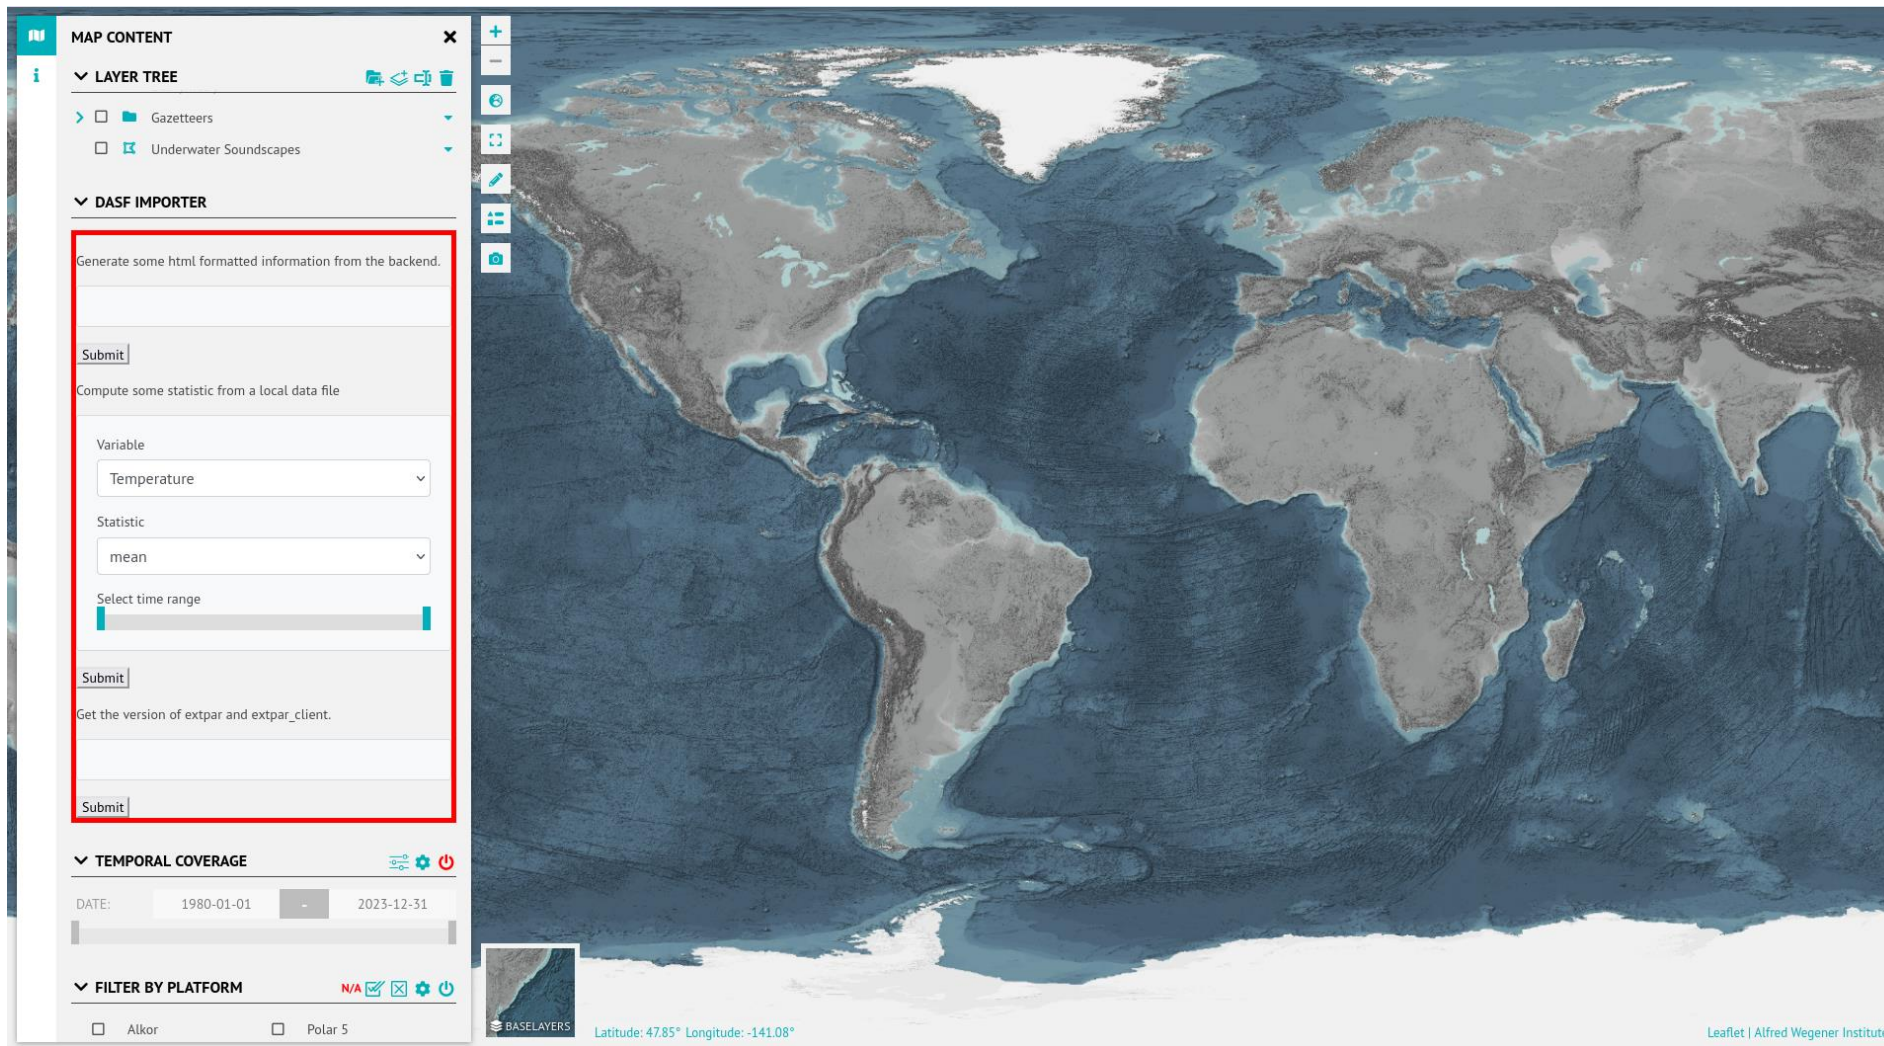 MAP CONTENT
LAYER TREE
Gazetteers
Underwater Soundscapes
DASF IMPORTER
Generate some html formatted information from the backend.
Submit
Compute some statistic from a local data file
Variable
Temperature
Statistic
mean
Select time range
Submit
Get the version of extpar and extpar_client.
Submit
TEMPORAL COVERAGE
DATE: 1980-01-01 - 2023-12-31
FILTER BY PLATFORM N/A
Alkor Polar 5
BASELAYERS
Latitude: 47.85° Longitude: -141.08°
Leaflet | Alfred Wegener Institute